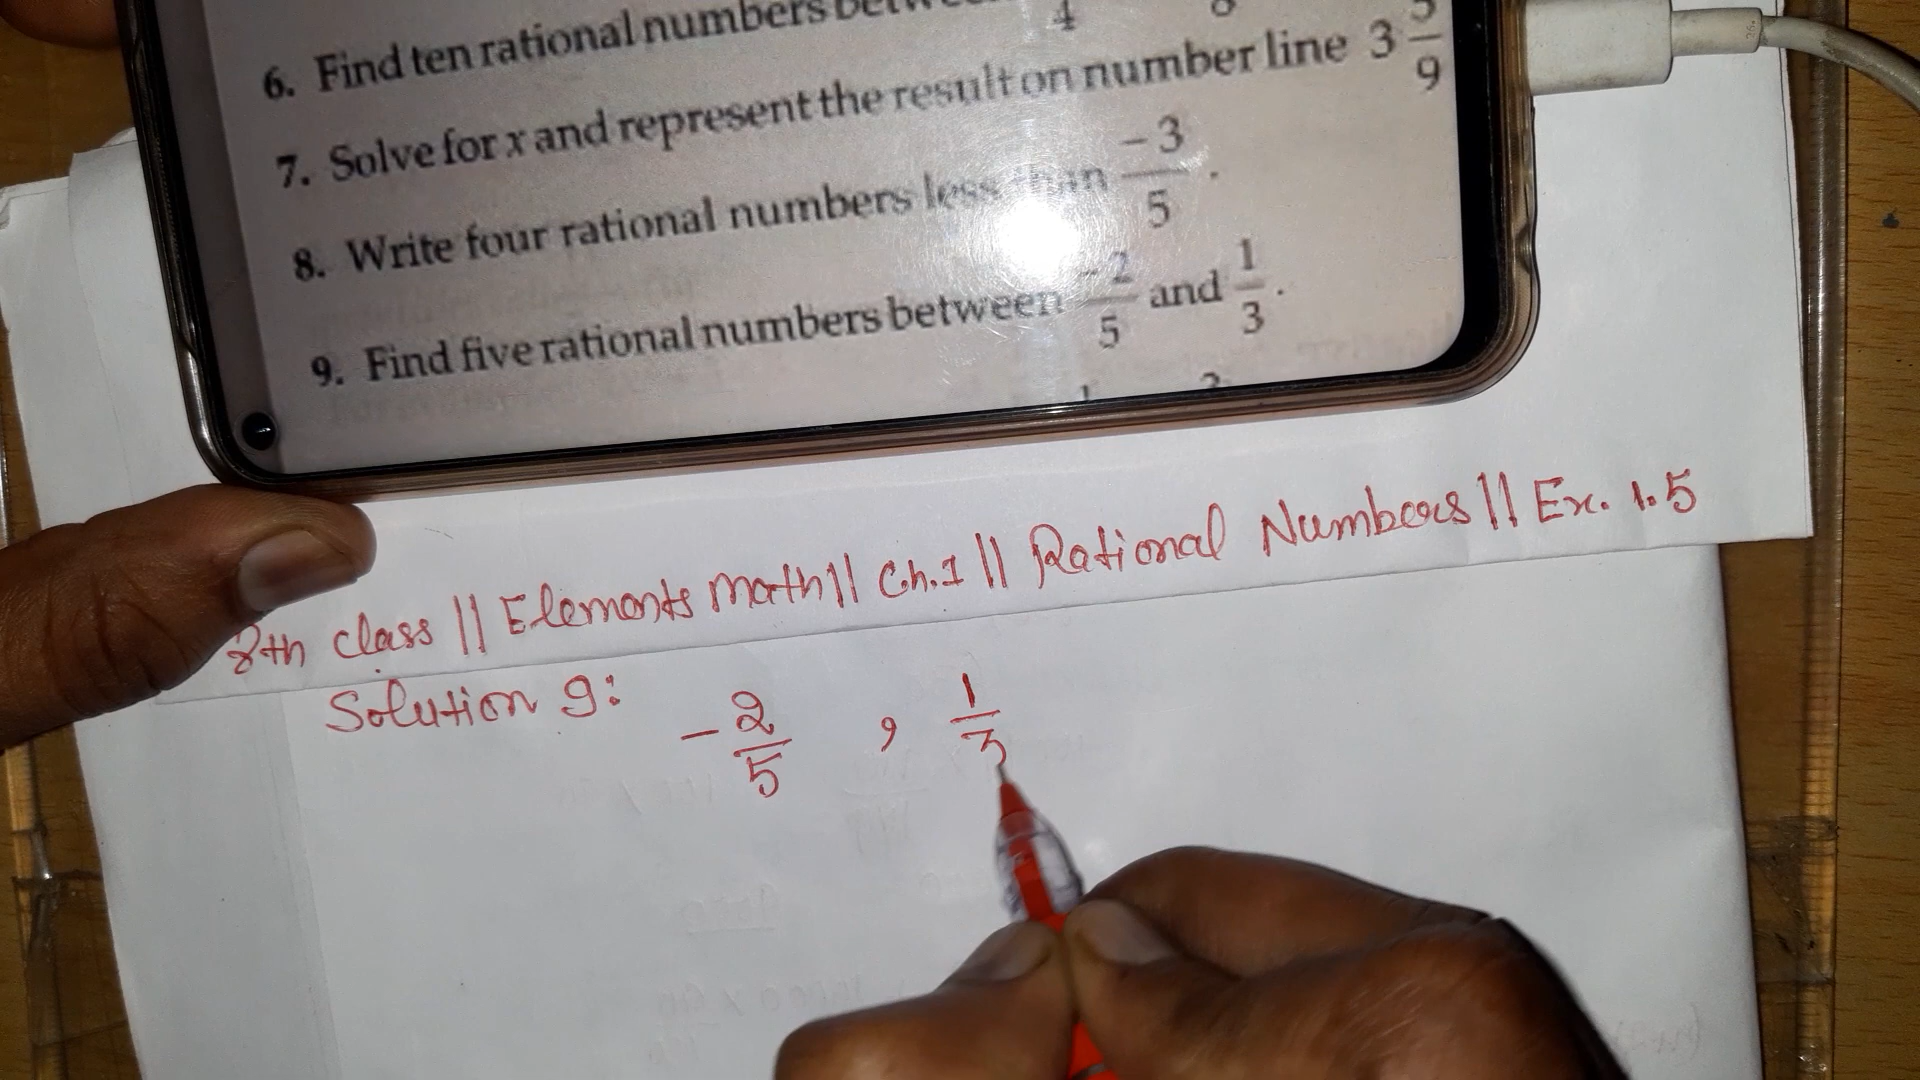 6. Find ten rational numbers 4
7. Solve for x and represent the result on number line 3 5/9
8. Write four rational numbers less than -3/5.
9. Find five rational numbers between -2/5 and 1/3.
8th class || Elements math || Ch.1 || Rational Numbers || Ex. 1.5
Solution 9: -2/5 , 1/3